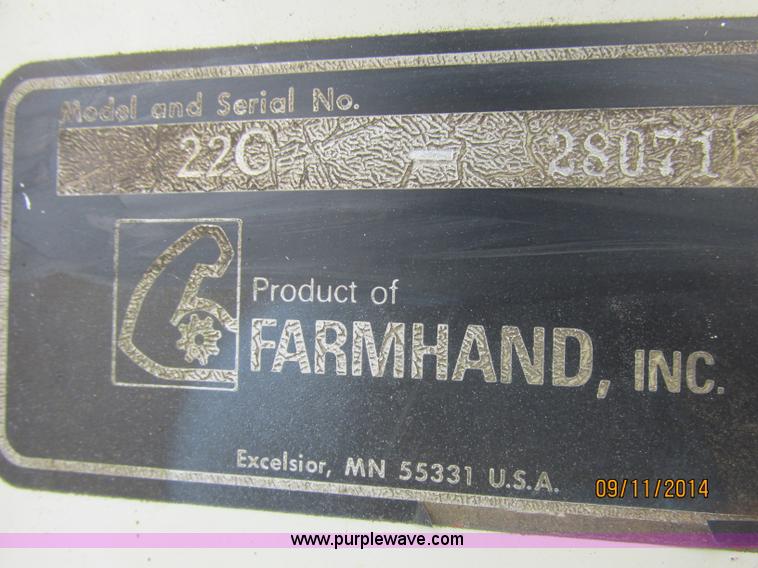 Model and Serial No.
22C - 28071
Product of
FARMHAND, INC.
Excelsior, MN 55331 U.S.A.
09/11/2014
www.purplewave.com